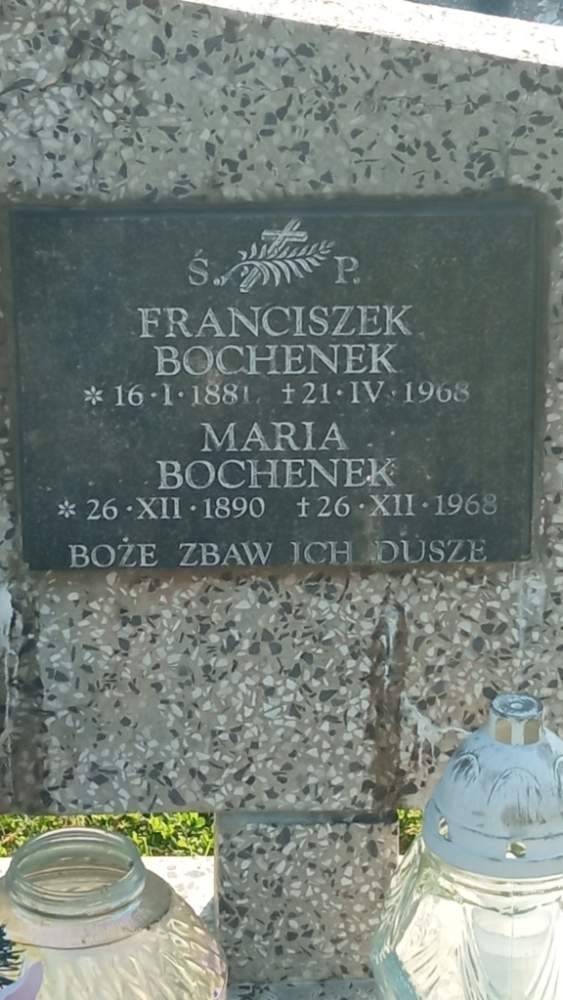 Ś. P.
FRANCISZEK
BOCHENEK
* 16·I·1881 †21·IV·1968
MARIA
BOCHENEK
* 26·XII·1890 †26·XII·1968
BOŻE ZBAW ICH DUSZE